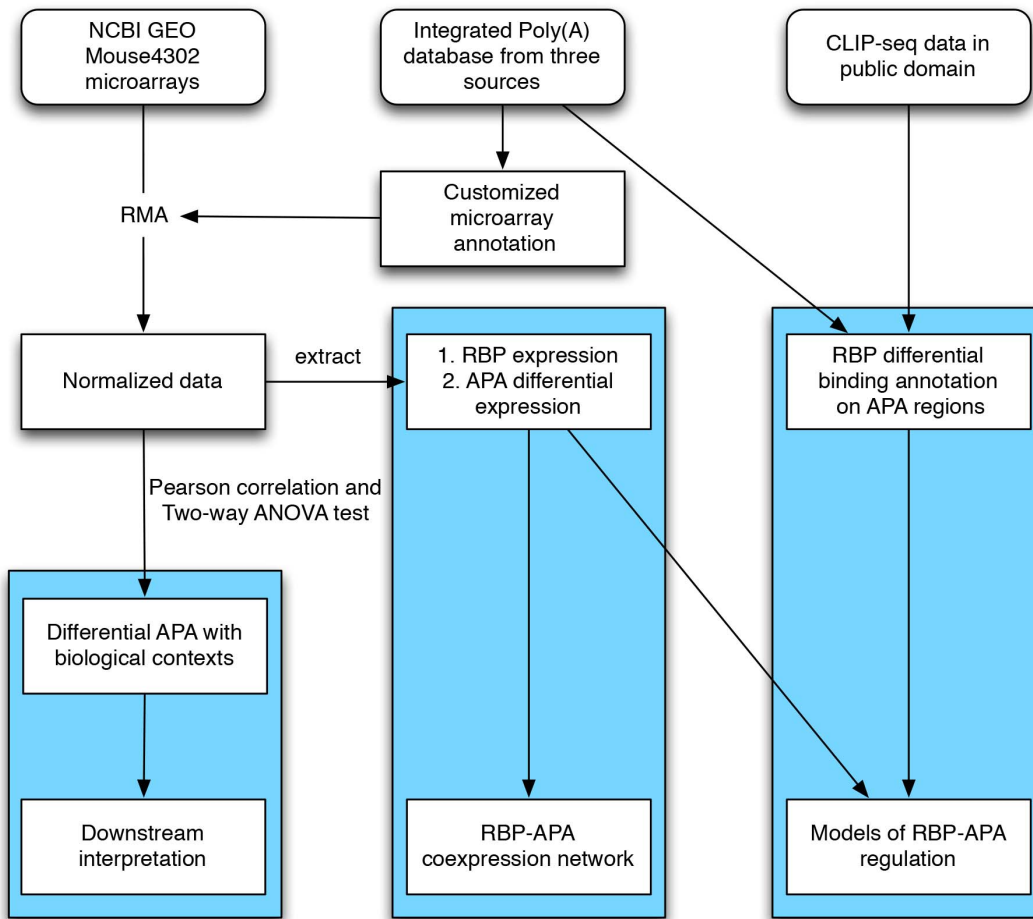 NCBI GEO
Mouse4302
microarrays
Integrated Poly(A)
database from three
sources
CLIP-seq data in
public domain
Customized
microarray
annotation
RMA
Normalized data
extract
1. RBP expression
2. APA differential
expression
RBP differential
binding annotation
on APA regions
Pearson correlation and
Two-way ANOVA test
Differential APA with
biological contexts
Downstream
interpretation
RBP-APA
coexpression network
Models of RBP-APA
regulation